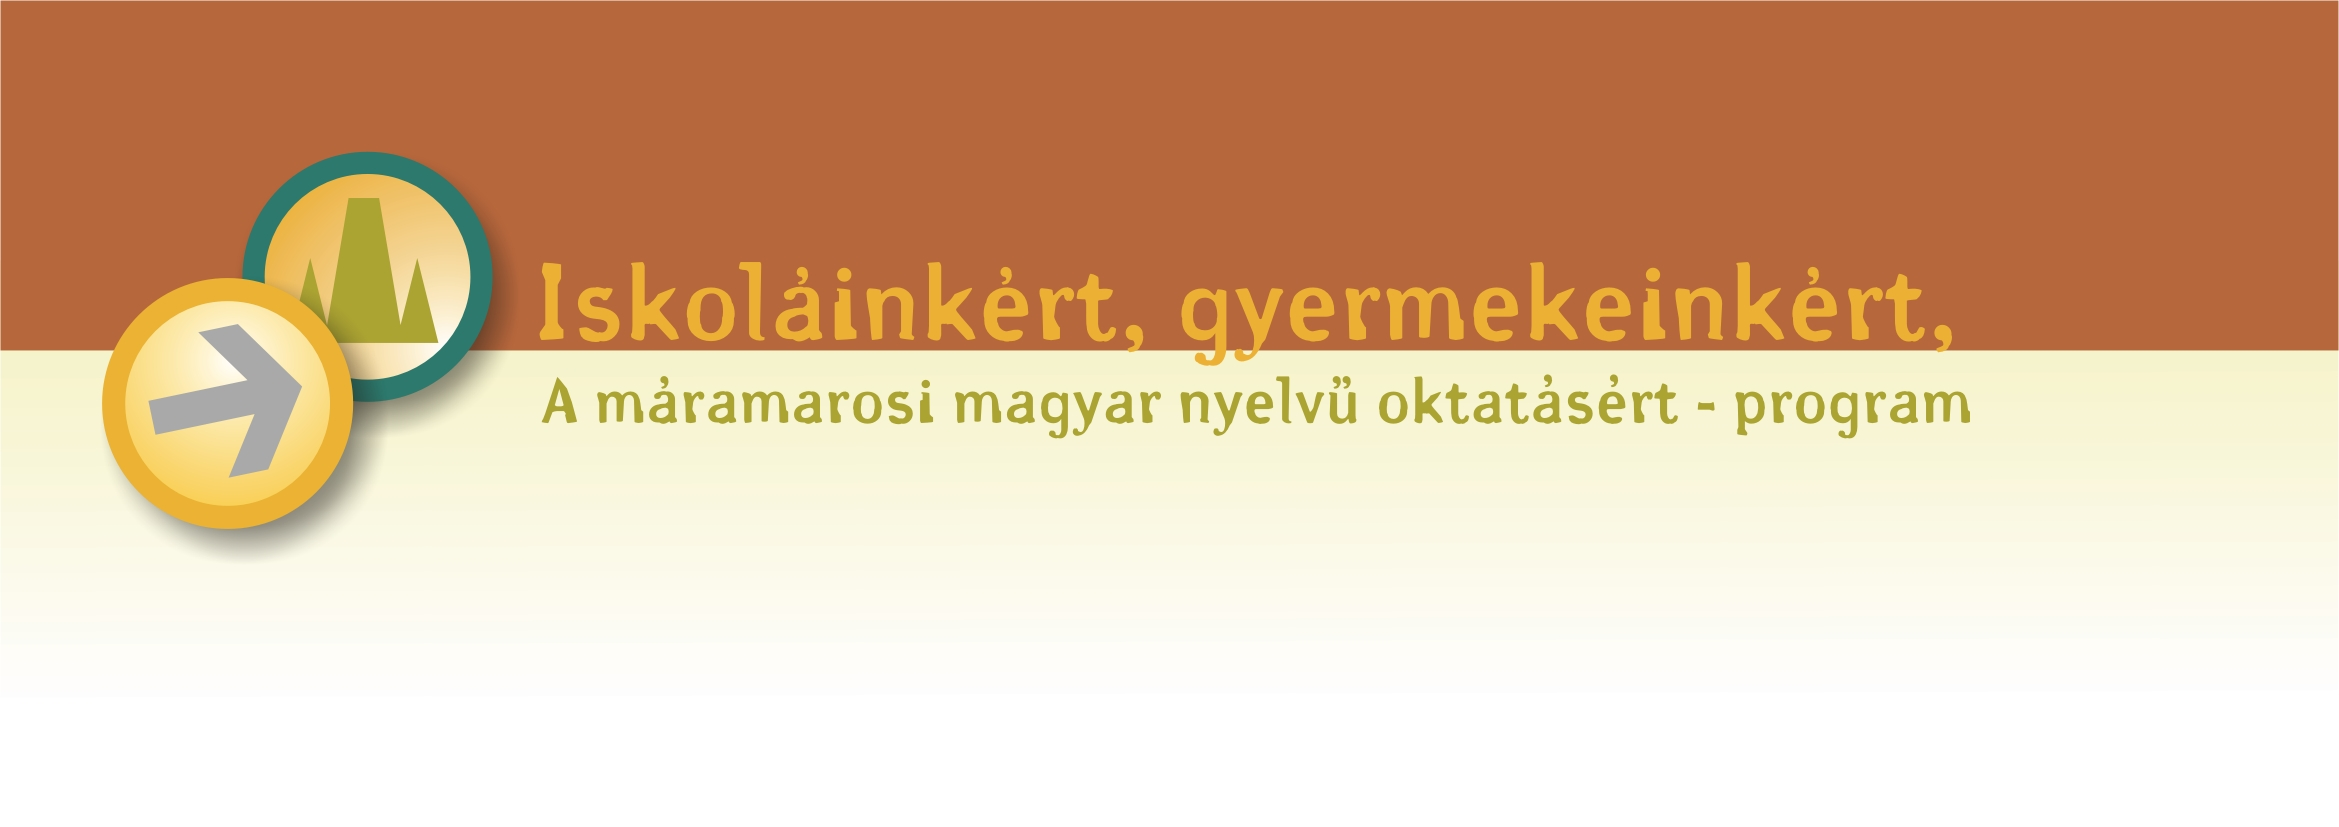 Iskoláinkért, gyermekeinkért,
A máramarosi magyar nyelvű oktatásért - program